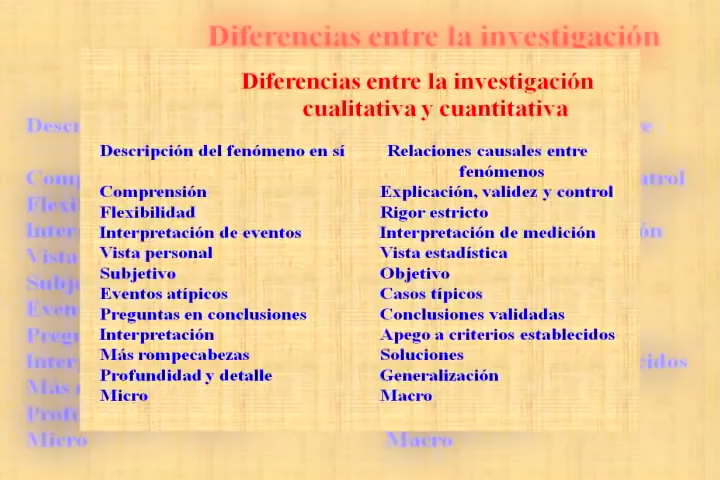 Diferencias entre la investigación
Diferencias entre la investigación
cualitativa y cuantitativa
Descripción del fenómeno en sí
Relaciones causales entre
fenómenos
Comprensión
Explicación, validez y control
Flexibilidad
Rigor estricto
Interpretación de eventos
Interpretación de medición
Vista personal
Vista estadística
Subjetivo
Objetivo
Eventos atípicos
Casos típicos
Preguntas en conclusiones
Conclusiones validadas
Interpretación
Apego a criterios establecidos
Más rompecabezas
Soluciones
Profundidad y detalle
Generalización
Micro
Macro
Micro
Macro